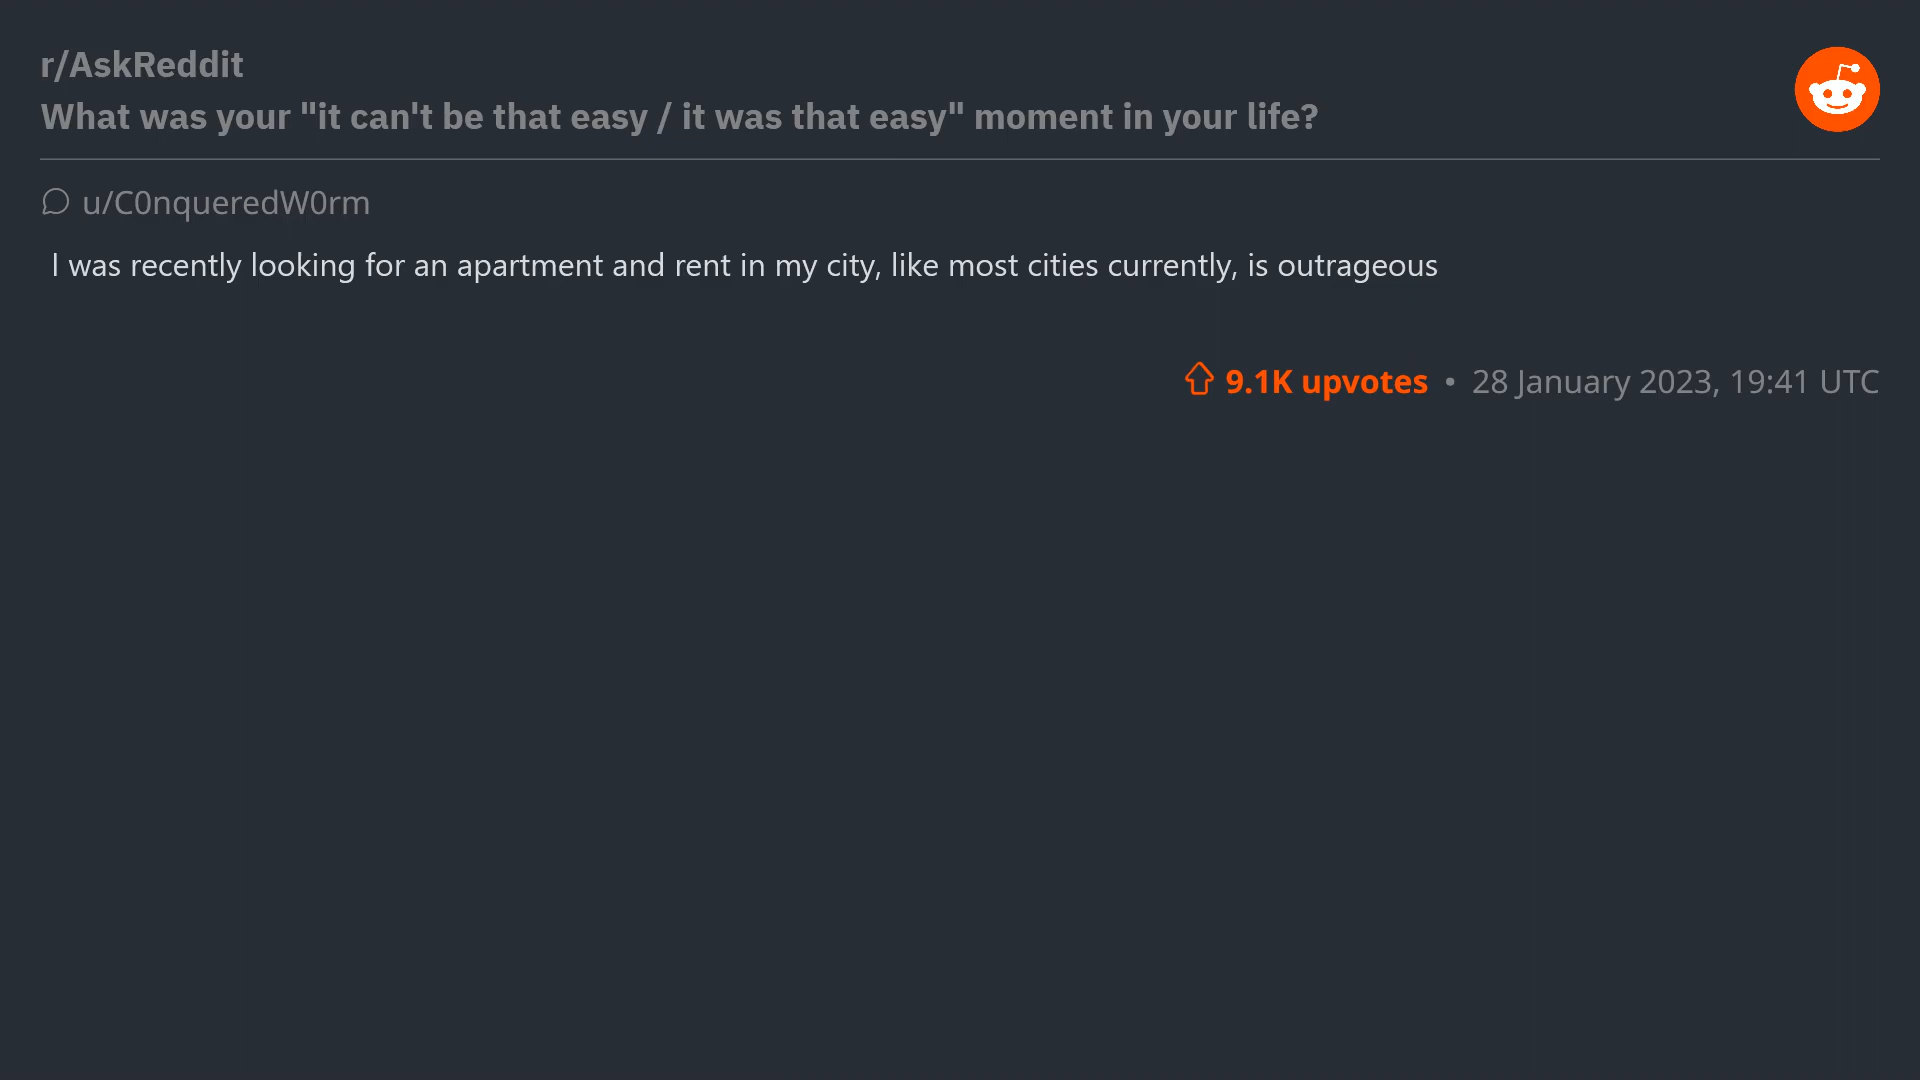 r/AskReddit
What was your "it can't be that easy / it was that easy" moment in your life?
u/C0nqueredW0rm
I was recently looking for an apartment and rent in my city, like most cities currently, is outrageous
9.1K upvotes • 28 January 2023, 19:41 UTC